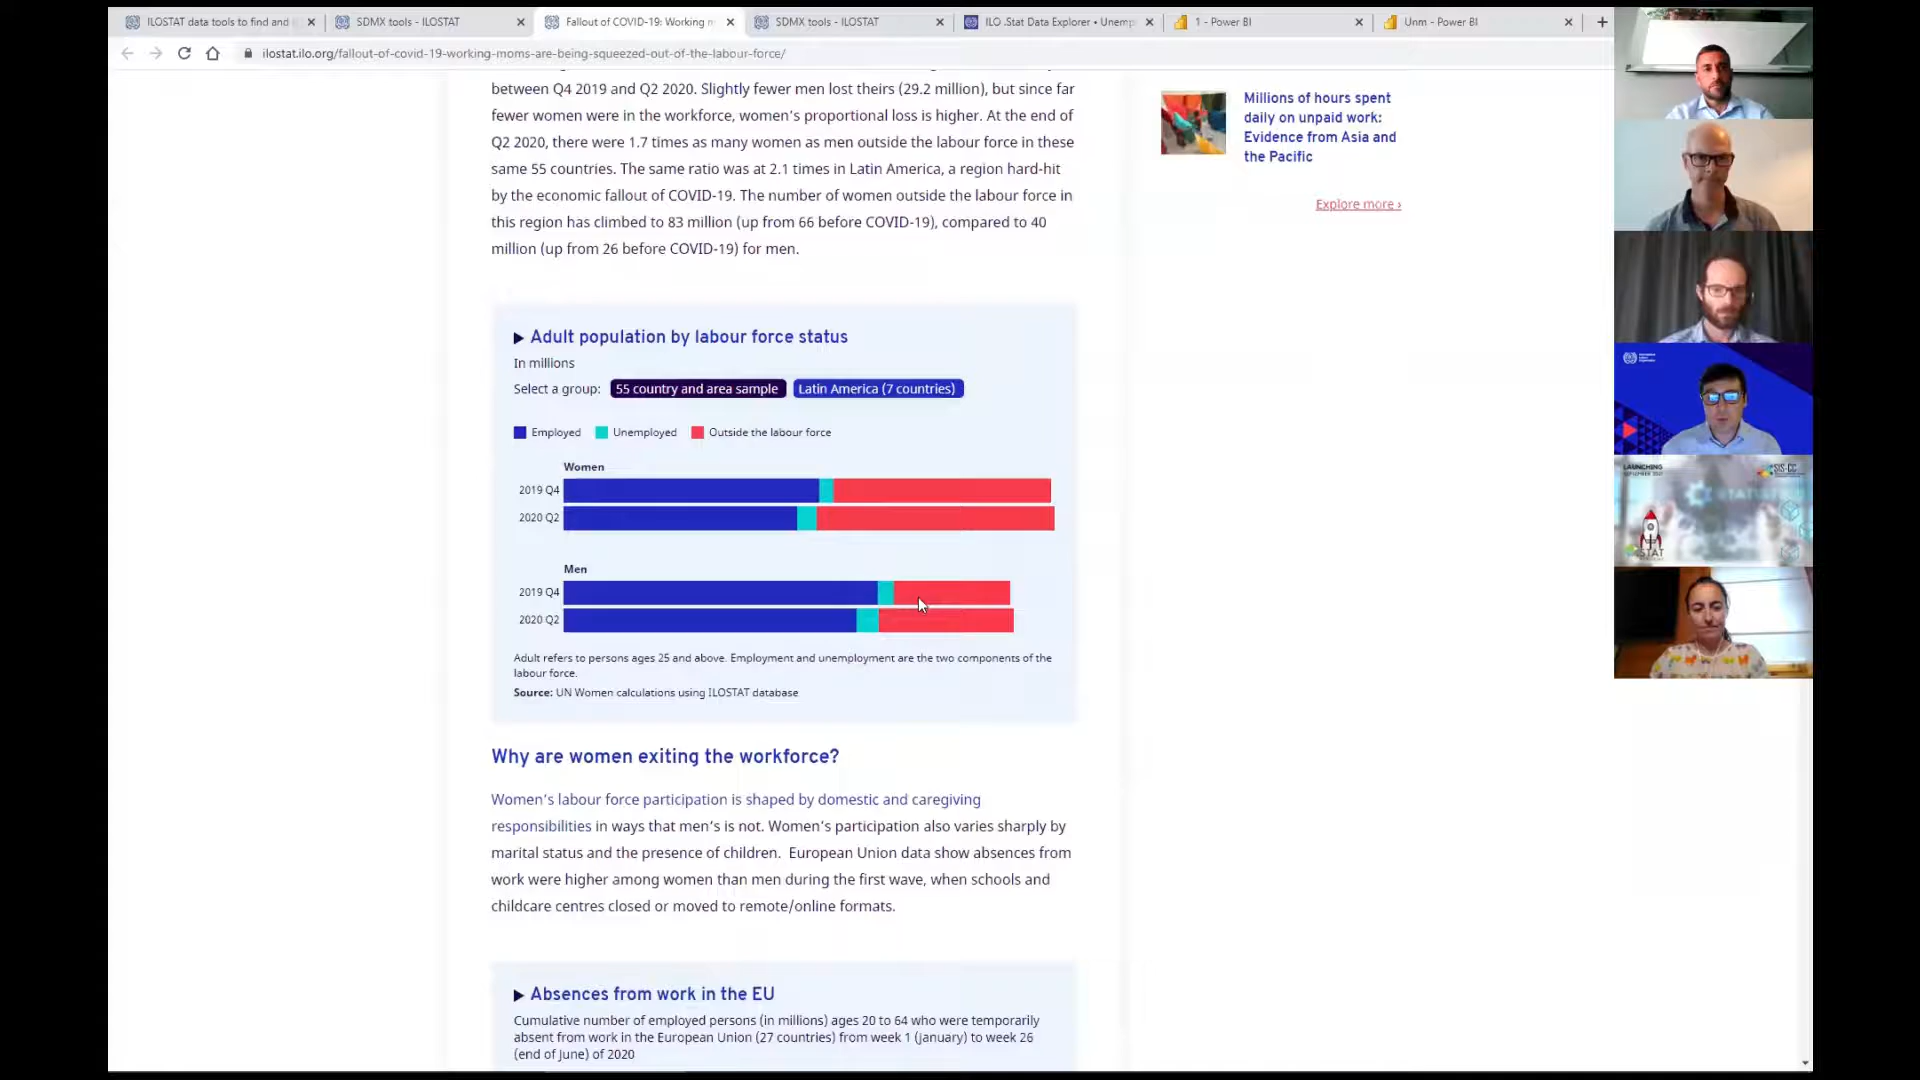 ILOSTAT data tools to find and
SDMX tools - ILOSTAT
Fallout of COVID-19: Working m
SDMX tools - ILOSTAT
ILO .Stat Data Explorer • Unemp
1 - Power BI
Unm - Power BI
ilostat.ilo.org/fallout-of-covid-19-working-moms-are-being-squeezed-out-of-the-labour-force/
between Q4 2019 and Q2 2020. Slightly fewer men lost theirs (29.2 million), but since far
fewer women were in the workforce, women's proportional loss is higher. At the end of
Q2 2020, there were 1.7 times as many women as men outside the labour force in these
same 55 countries. The same ratio was at 2.1 times in Latin America, a region hard-hit
by the economic fallout of COVID-19. The number of women outside the labour force in
this region has climbed to 83 million (up from 66 before COVID-19), compared to 40
million (up from 26 before COVID-19) for men.
Millions of hours spent
daily on unpaid work:
Evidence from Asia and
the Pacific
Explore more ›
Adult population by labour force status
In millions
Select a group: 55 country and area sample Latin America (7 countries)
Employed Unemployed Outside the labour force
Women
2019 Q4
2020 Q2
Men
2019 Q4
2020 Q2
Adult refers to persons ages 25 and above. Employment and unemployment are the two components of the
labour force.
Source: UN Women calculations using ILOSTAT database
Why are women exiting the workforce?
Women's labour force participation is shaped by domestic and caregiving
responsibilities in ways that men's is not. Women's participation also varies sharply by
marital status and the presence of children.  European Union data show absences from
work were higher among women than men during the first wave, when schools and
childcare centres closed or moved to remote/online formats.
Absences from work in the EU
Cumulative number of employed persons (in millions) ages 20 to 64 who were temporarily
absent from work in the European Union (27 countries) from week 1 (January) to week 26
(end of June) of 2020
LAUNCHING
SIS-CC